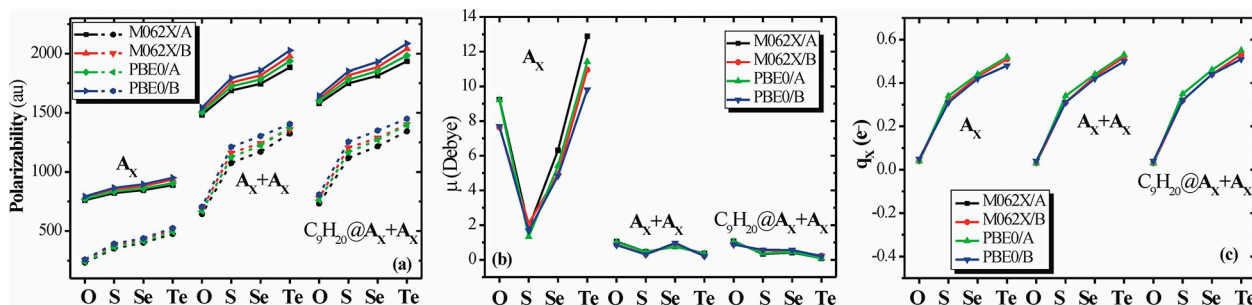 Polarizability (au)
2000
1500
1000
500
M062X/A
M062X/B
PBE0/A
PBE0/B
A_X
A_X+A_X
C_9H_20@A_X+A_X
(a)
O S Se Te O S Se Te O S Se Te
μ (Debye)
14
12
10
8
6
4
2
0
A_X
M062X/A
M062X/B
PBE0/A
PBE0/B
A_X+A_X
C_9H_20@A_X+A_X
(b)
O S Se Te O S Se Te O S Se Te
q_X (e-)
0.6
0.4
0.2
0.0
-0.4
A_X
A_X+A_X
C_9H_20@A_X+A_X
M062X/A
M062X/B
PBE0/A
PBE0/B
(c)
O S Se Te O S Se Te O S Se Te